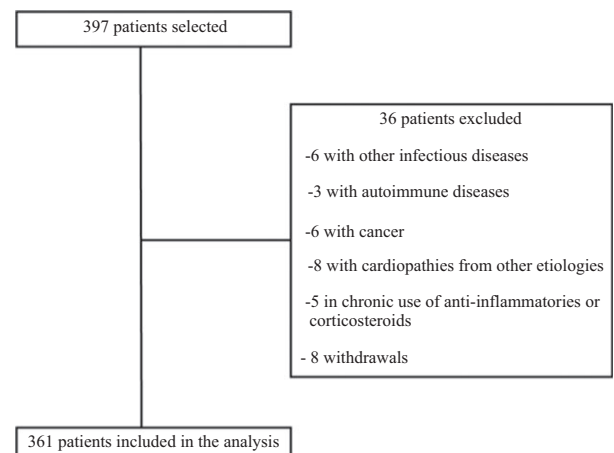 397 patients selected
36 patients excluded
-6 with other infectious diseases
-3 with autoimmune diseases
-6 with cancer
-8 with cardiopathies from other etiologies
-5 in chronic use of anti-inflammatories or
corticosteroids
- 8 withdrawals
361 patients included in the analysis